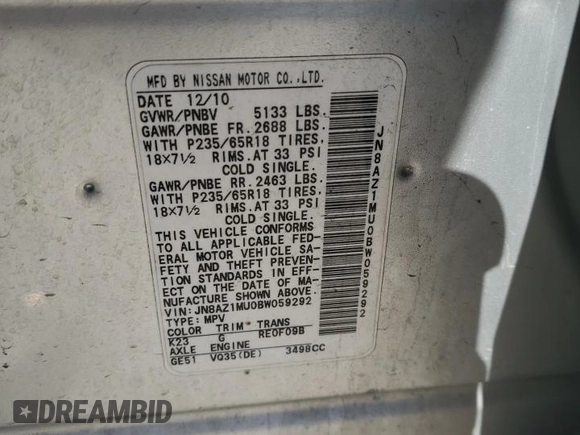 MFD BY NISSAN MOTOR CO.,LTD.
DATE 12/10
GVWR/PNBV 5133 LBS.
GAWR/PNBE FR. 2688 LBS.
WITH P235/65R18 TIRES,
18×7½ RIMS. AT 33 PSI
COLD SINGLE.
GAWR/PNBE RR. 2463 LBS.
WITH P235/65R18 TIRES,
18×7½ RIMS. AT 33 PSI
COLD SINGLE.
THIS VEHICLE CONFORMS
TO ALL APPLICABLE FED-
ERAL MOTOR VEHICLE SA-
FETY AND THEFT PREVEN-
TION STANDARDS IN EFF-
ECT ON THE DATE OF MA-
NUFACTURE SHOWN ABOVE.
VIN: JN8AZ1MU0BW059292
TYPE: MPV
COLOR TRIM* TRANS
K23 G RE0F09B
AXLE ENGINE
GE51 VQ35(DE) 3498CC
JN8AZ1MU0BW059292
DREAMBID